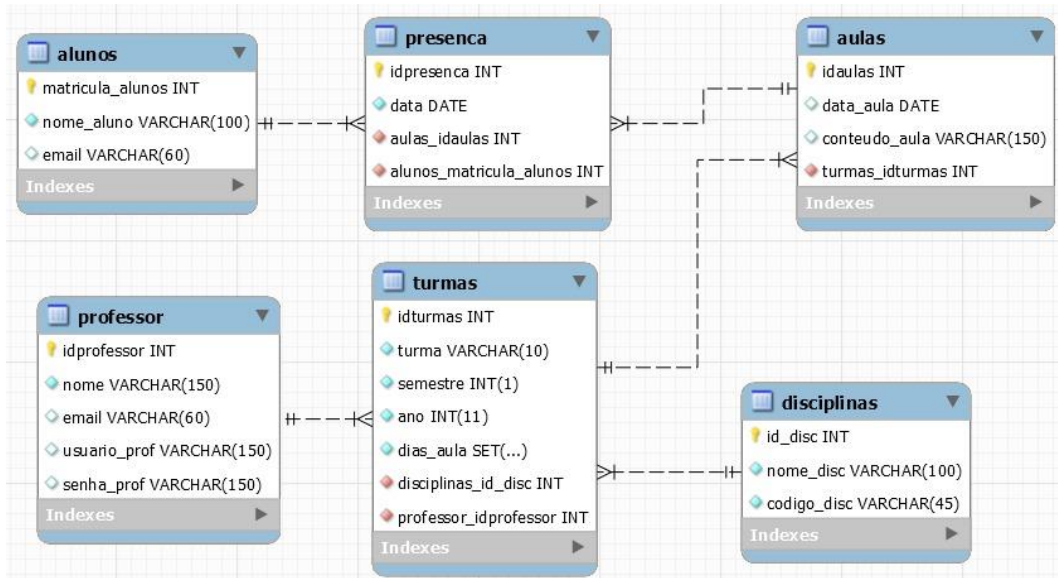 alunos
matricula_alunos INT
nome_aluno VARCHAR(100)
email VARCHAR(60)
Indexes
presenca
idpresenca INT
data DATE
aulas_idaulas INT
alunos_matricula_alunos INT
Indexes
aulas
idaulas INT
data_aula DATE
conteudo_aula VARCHAR(150)
turmas_idturmas INT
Indexes
professor
idprofessor INT
nome VARCHAR(150)
email VARCHAR(60)
usuario_prof VARCHAR(150)
senha_prof VARCHAR(150)
Indexes
turmas
idturmas INT
turma VARCHAR(10)
semestre INT(1)
ano INT(11)
dias_aula SET(...)
disciplinas_id_disc INT
professor_idprofessor INT
Indexes
disciplinas
id_disc INT
nome_disc VARCHAR(100)
codigo_disc VARCHAR(45)
Indexes